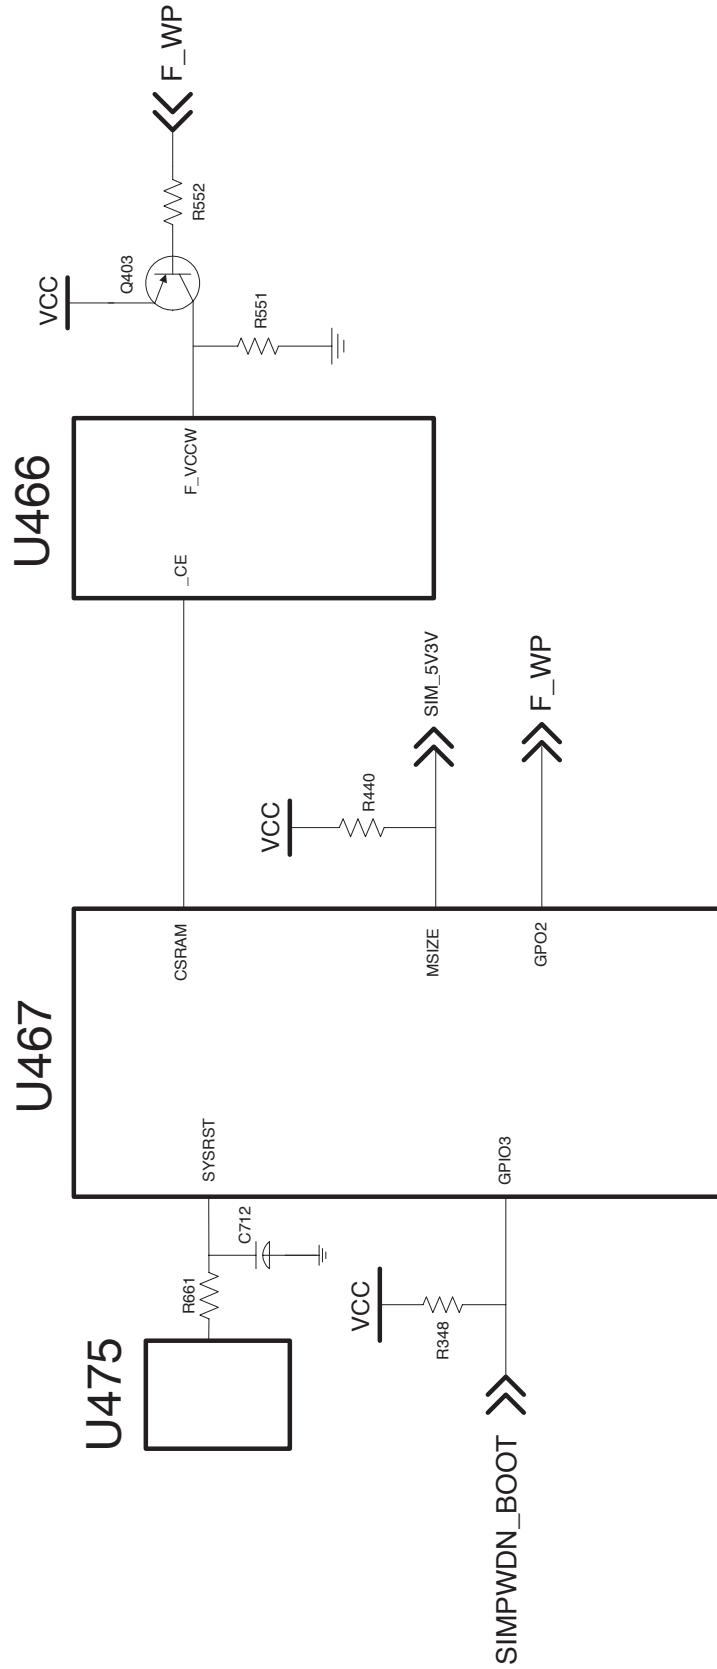 U475
R661
C712
SYSRST
U467
CSRAM
_CE
U466
F_VCCW
VCC
Q403
R551
R552
F_WP
VCC
R440
MSIZE
SIM_5V3V
GPO2
F_WP
VCC
R348
GPIO3
SIMPWDN_BOOT